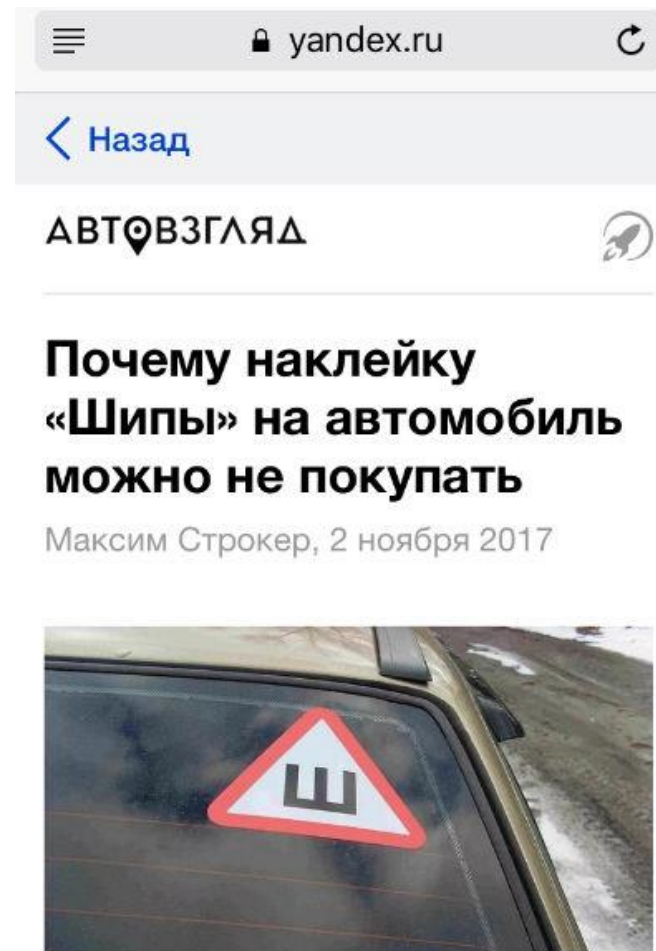 yandex.ru
Назад
АВТОВЗГЛЯД
Почему наклейку
«Шипы» на автомобиль
можно не покупать
Максим Строкер, 2 ноября 2017
Ш